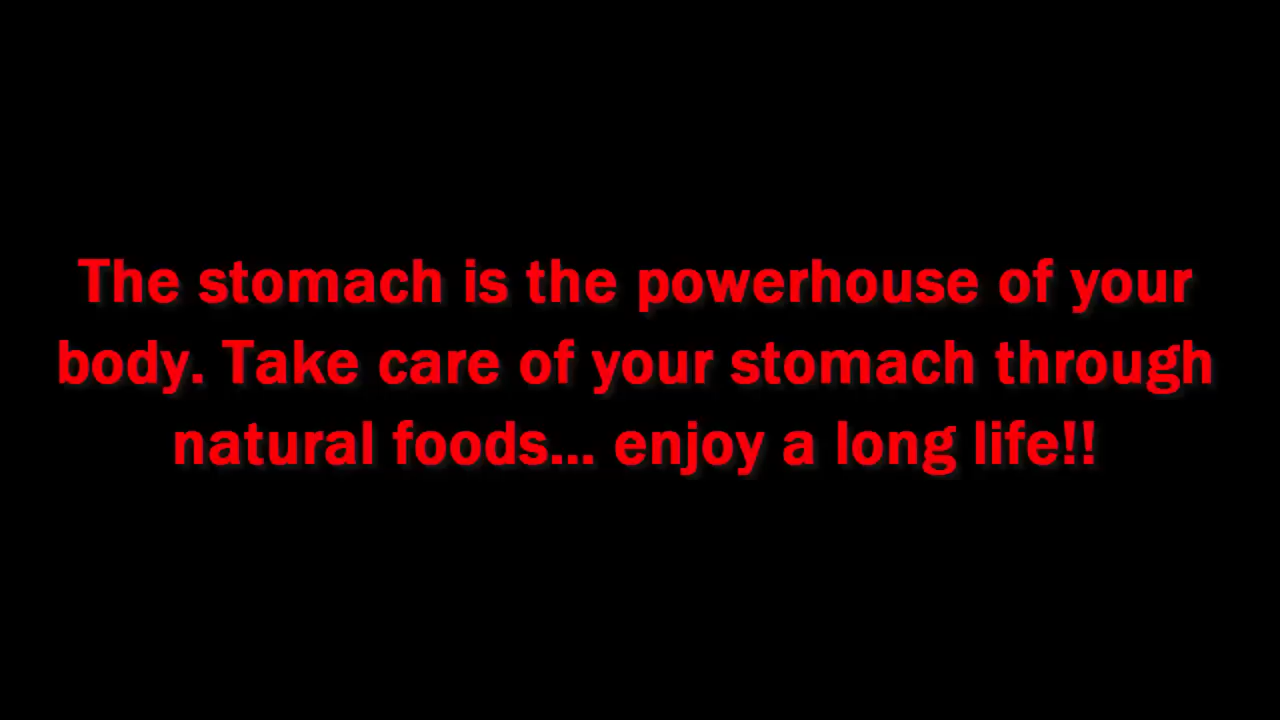 The stomach is the powerhouse of your
body. Take care of your stomach through
natural foods... enjoy a long life!!